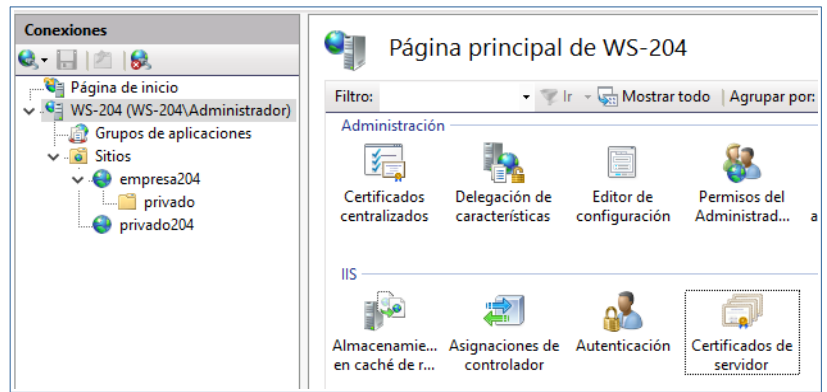 Conexiones
Página de inicio
WS-204 (WS-204\Administrador)
Grupos de aplicaciones
Sitios
empresa204
privado
privado204
Página principal de WS-204
Filtro: Ir Mostrar todo Agrupar por:
Administración
Certificados centralizados
Delegación de características
Editor de configuración
Permisos del Administrad...
a
IIS
Almacenamie... en caché de r...
Asignaciones de controlador
Autenticación
Certificados de servidor